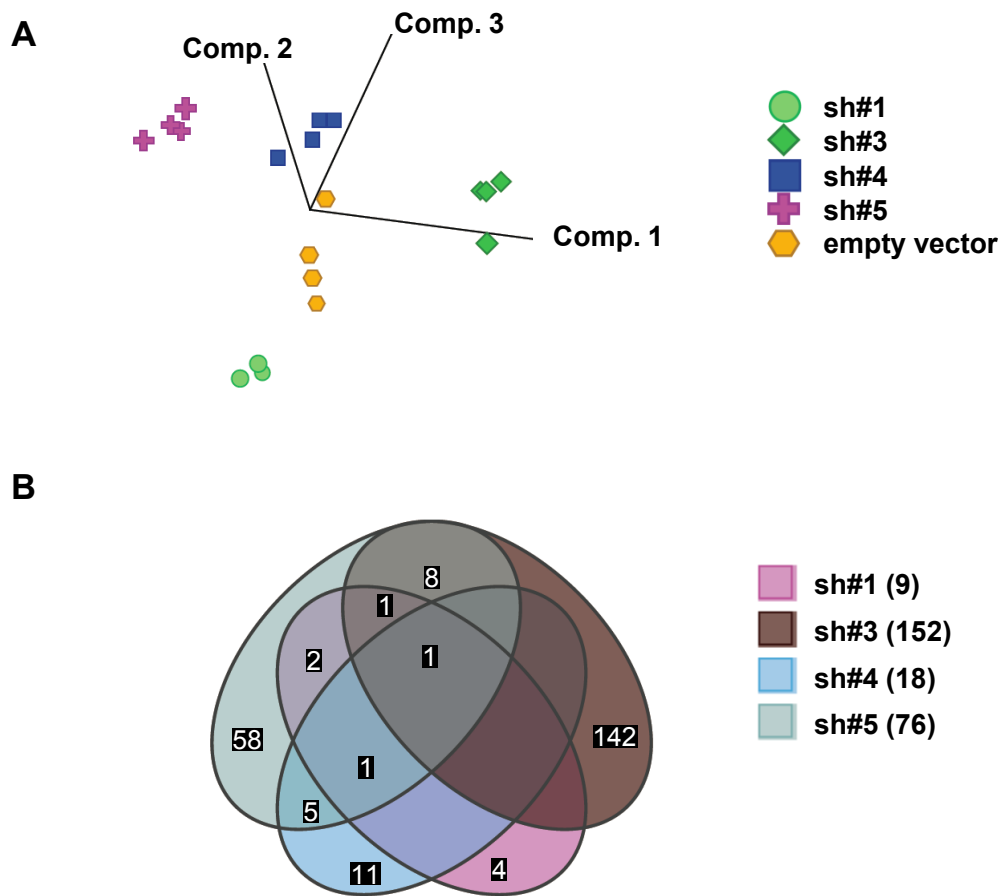 A
Comp. 3
Comp. 2
Comp. 1
sh#1
sh#3
sh#4
sh#5
empty vector
B
8
1
2
1
58
142
1
5
11
4
sh#1 (9)
sh#3 (152)
sh#4 (18)
sh#5 (76)